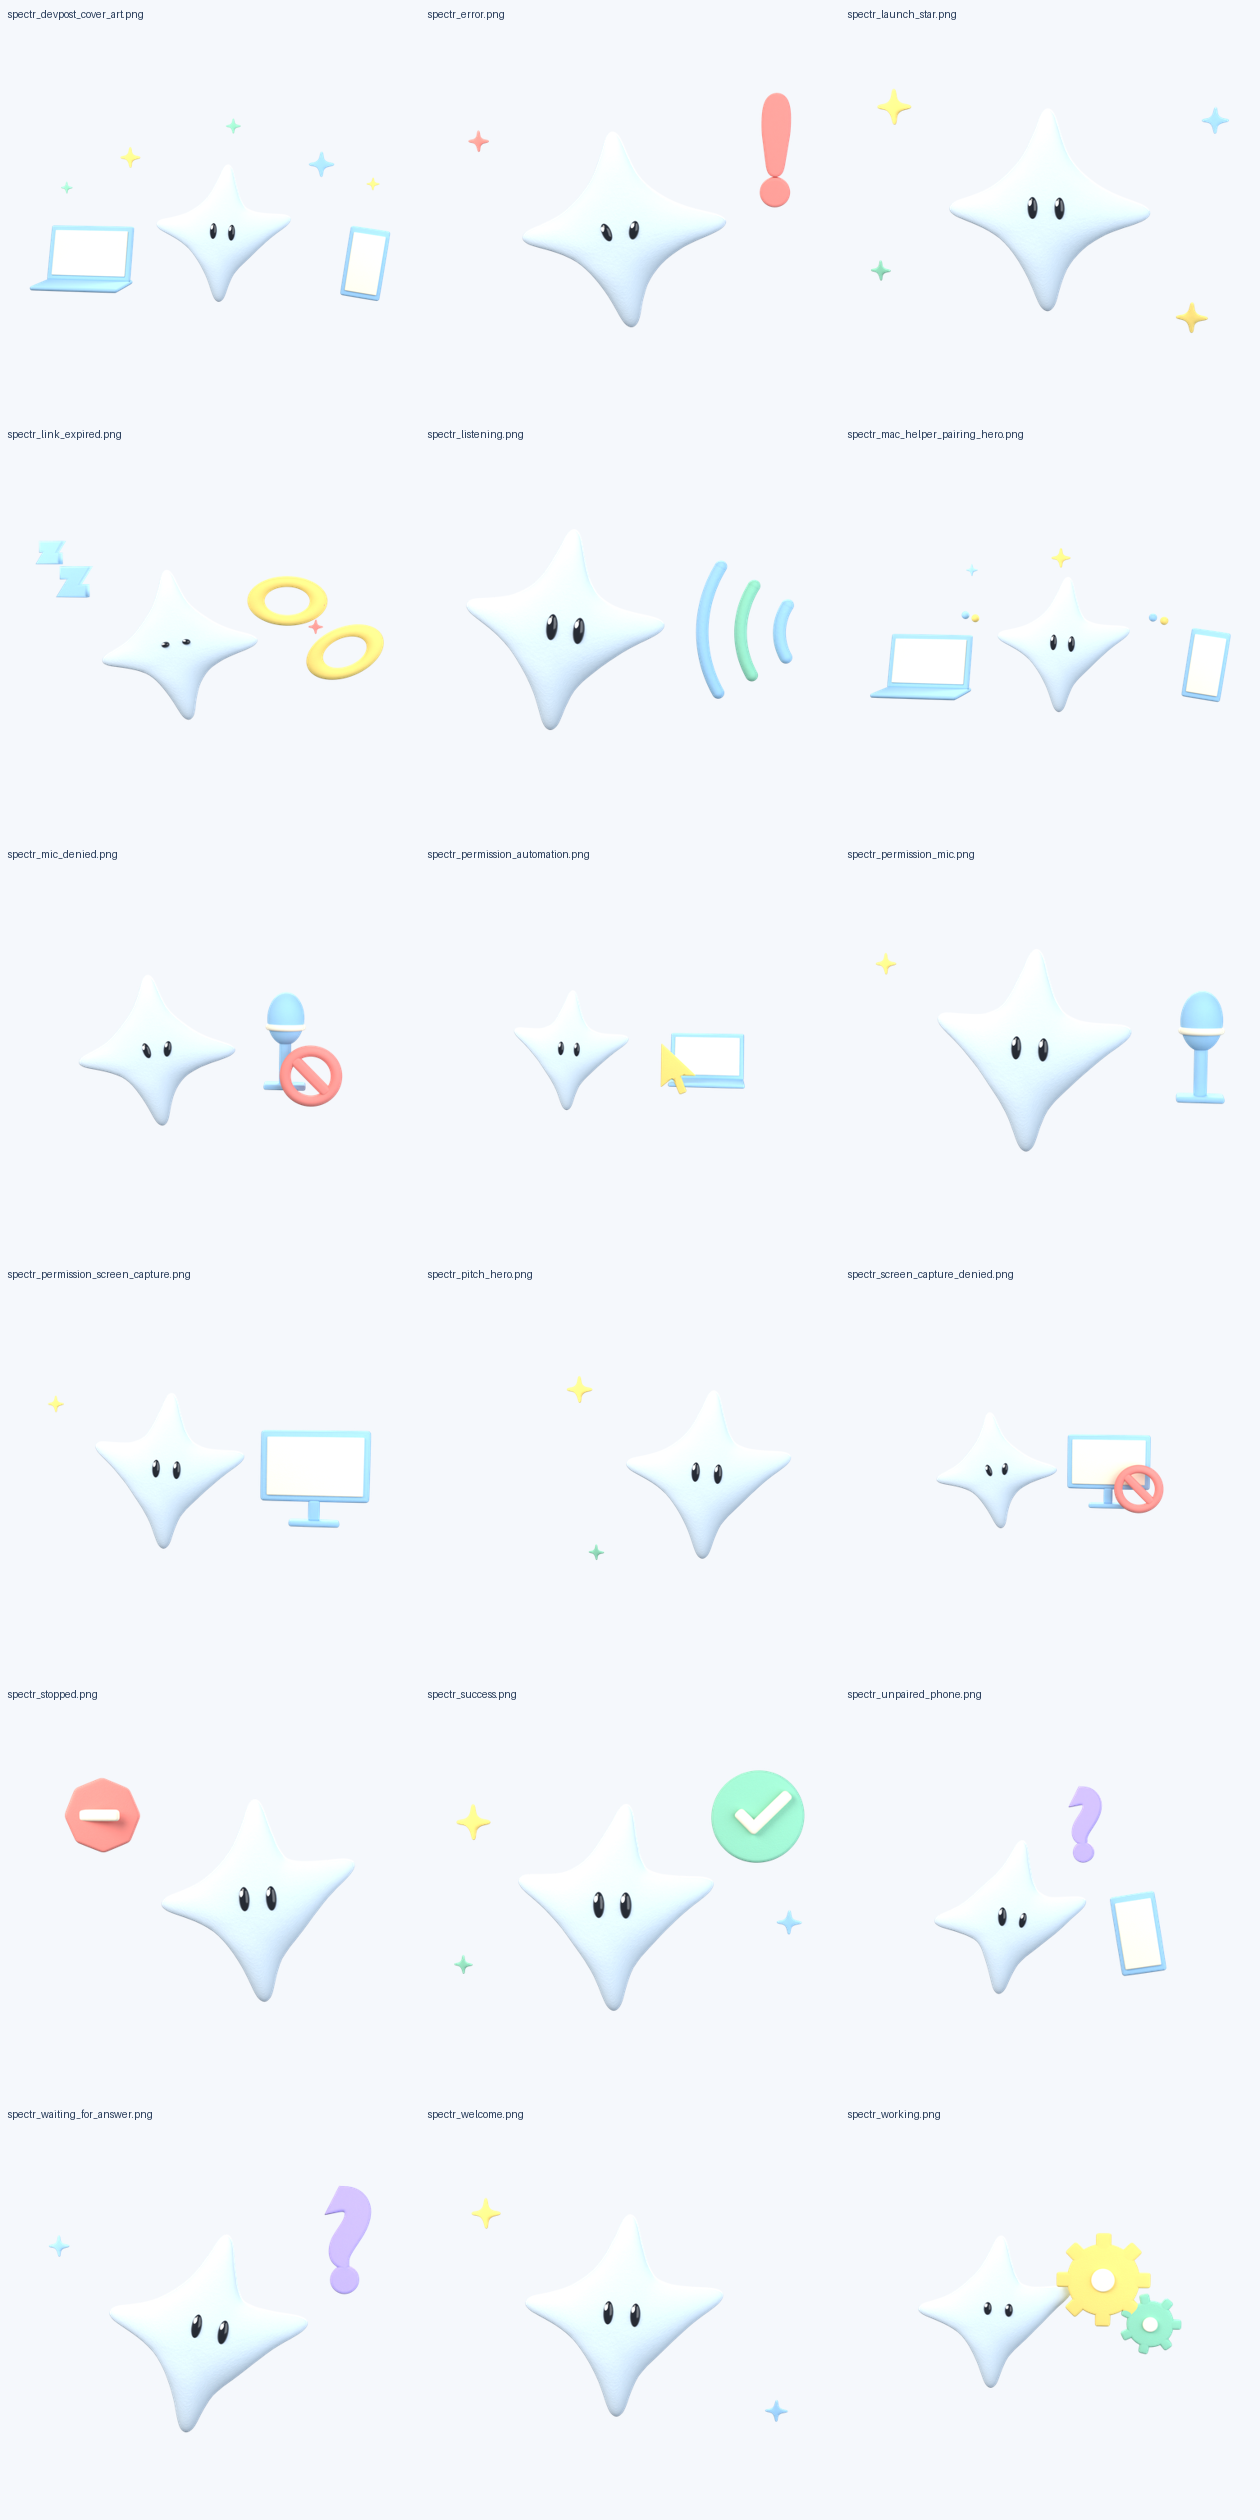 spectr_devpost_cover_art.png
spectr_error.png
spectr_launch_star.png
spectr_link_expired.png
spectr_listening.png
spectr_mac_helper_pairing_hero.png
spectr_mic_denied.png
spectr_permission_automation.png
spectr_permission_mic.png
spectr_permission_screen_capture.png
spectr_pitch_hero.png
spectr_screen_capture_denied.png
spectr_stopped.png
spectr_success.png
spectr_unpaired_phone.png
spectr_waiting_for_answer.png
spectr_welcome.png
spectr_working.png